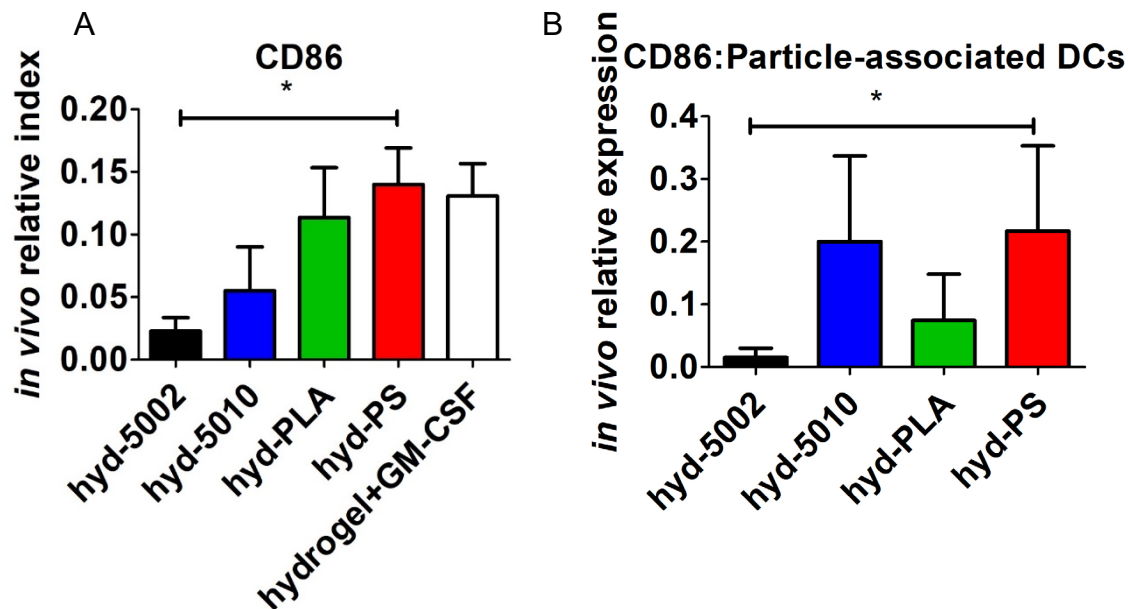 A
CD86
*
in vivo relative index
0.20
0.15
0.10
0.05
0.00
hyd-5002
hyd-5010
hyd-PLA
hyd-PS
hydrogel+GM-CSF
B
CD86:Particle-associated DCs
*
in vivo relative expression
0.4
0.3
0.2
0.1
0.0
hyd-5002
hyd-5010
hyd-PLA
hyd-PS